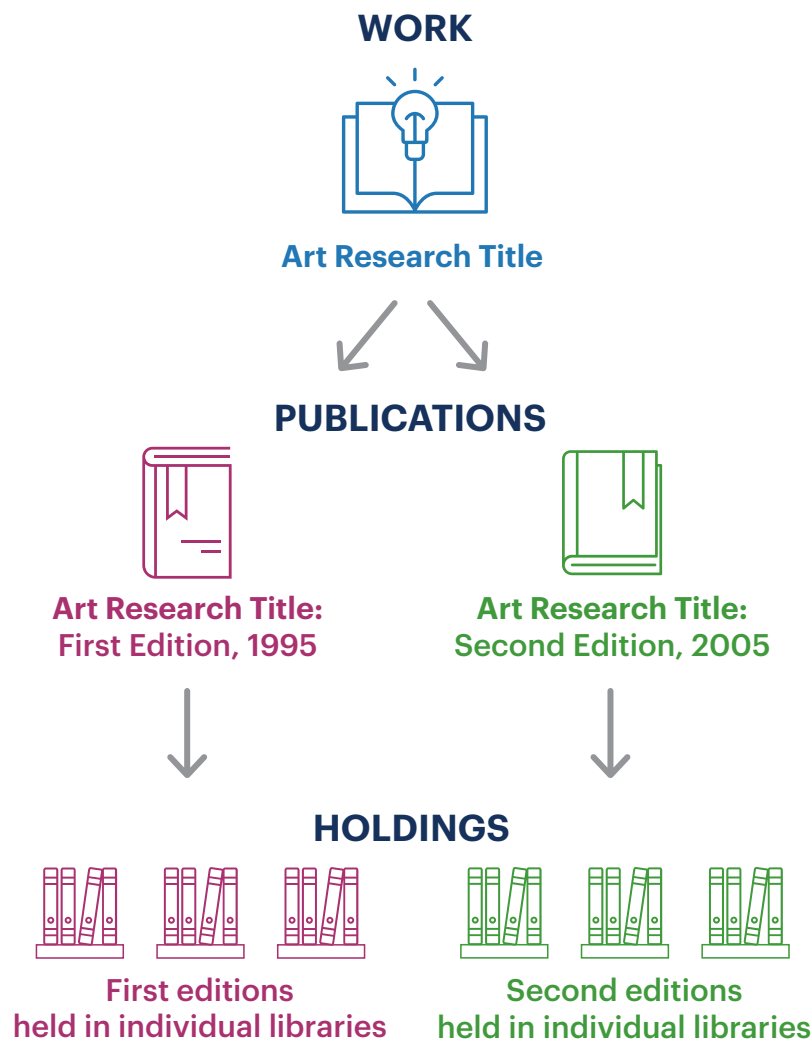 WORK
Art Research Title
PUBLICATIONS
Art Research Title:
First Edition, 1995
Art Research Title:
Second Edition, 2005
HOLDINGS
First editions
held in individual libraries
Second editions
held in individual libraries